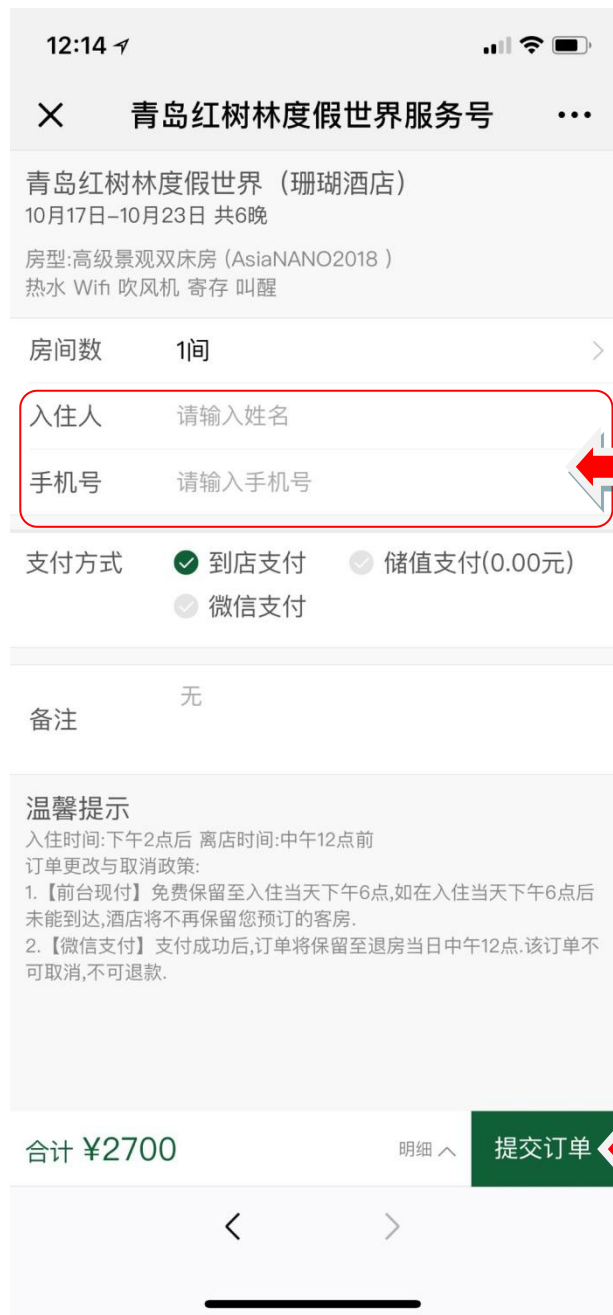 12:14
青岛红树林度假世界服务号
青岛红树林度假世界（珊瑚酒店）
10月17日-10月23日 共6晚
房型:高级景观双床房 (AsiaNANO2018 )
热水 Wifi 吹风机 寄存 叫醒
房间数 1间
入住人 请输入姓名
手机号 请输入手机号
支付方式 到店支付 储值支付(0.00元)
微信支付
备注 无
温馨提示
入住时间:下午2点后 离店时间:中午12点前
订单更改与取消政策:
1.【前台现付】免费保留至入住当天下午6点,如在入住当天下午6点后
未能到达,酒店将不再保留您预订的客房.
2.【微信支付】支付成功后,订单将保留至退房当日中午12点.该订单不
可取消,不可退款.
合计 ¥2700 明细 提交订单